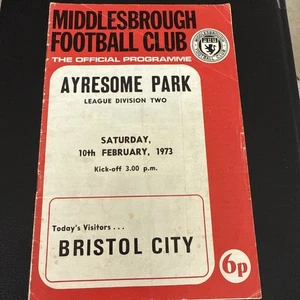 MIDDLESBROUGH
FOOTBALL CLUB
THE OFFICIAL PROGRAMME
AYRESOME PARK
LEAGUE DIVISION TWO
SATURDAY,
10th FEBRUARY, 1973
Kick-off 3.00 p.m.
Today's Visitors . . .
BRISTOL CITY
6p